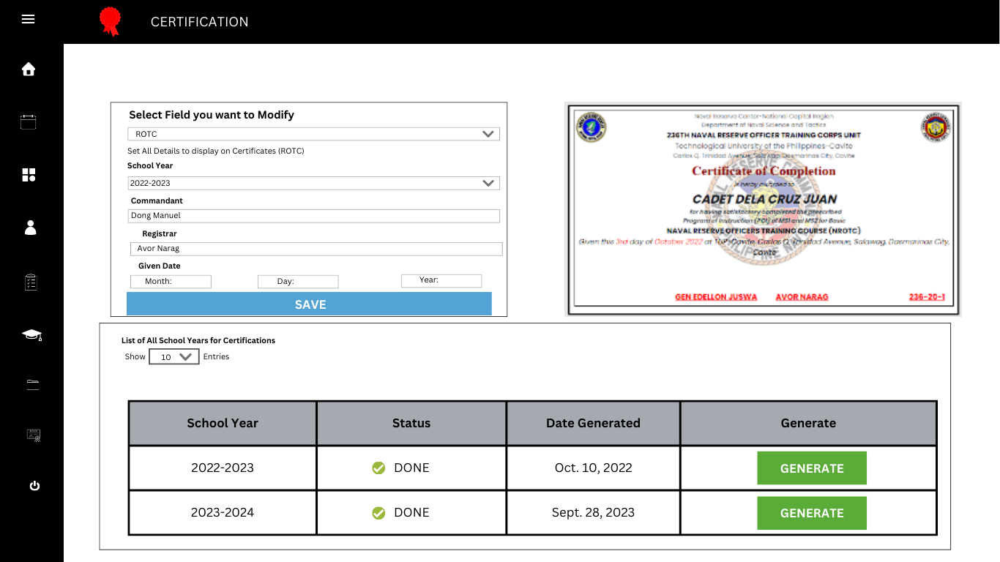 CERTIFICATION
Select Field you want to Modify
ROTC
Set All Details to display on Certificates (ROTC)
School Year
2022-2023
Commandant
Dong Manuel
Registrar
Avor Narag
Given Date
Month:
Day:
Year:
SAVE
Naval Reserve Center-National Capital Region
Department of Naval Science and Tactics
236TH NAVAL RESERVE OFFICER TRAINING CORPS UNIT
Technological University of the Philippines-Cavite
Carlos Q. Trinidad Avenue, Salawag Dasmarinas City, Cavite
Certificate of Completion
is hereby awarded to
CADET DELA CRUZ JUAN
for having satisfactory completed the prescribed
Program of Instruction (POI) of MS1 and MS2 for Basic
NAVAL RESERVE OFFICERS TRAINING COURSE (NROTC)
Given this 3rd day of October 2022 at TUP-Cavite, Carlos Q. Trinidad Avenue, Salawag, Dasmarinas City,
Cavite
GEN EDELLON JUSWA AVOR NARAG 236-20-1
List of All School Years for Certifications
Show 10 Entries
School Year Status Date Generated Generate
2022-2023 DONE Oct. 10, 2022 GENERATE
2023-2024 DONE Sept. 28, 2023 GENERATE